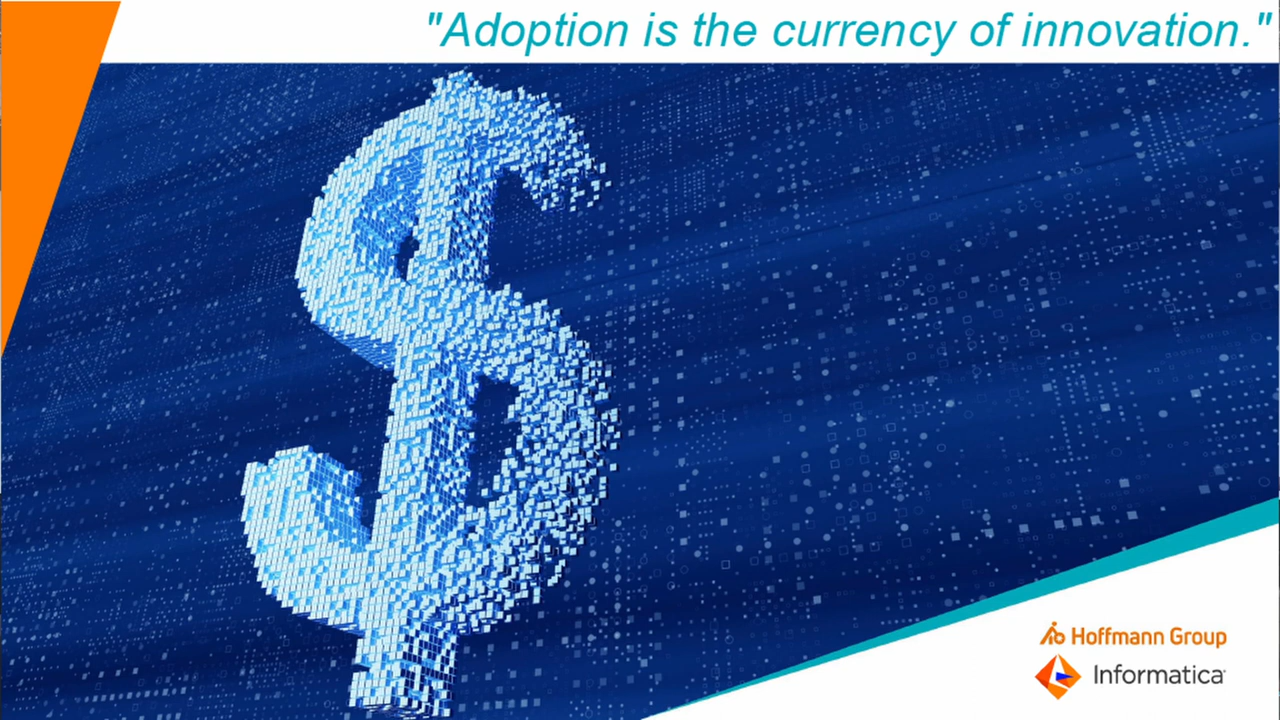 "Adoption is the currency of innovation."
Hoffmann Group
Informatica